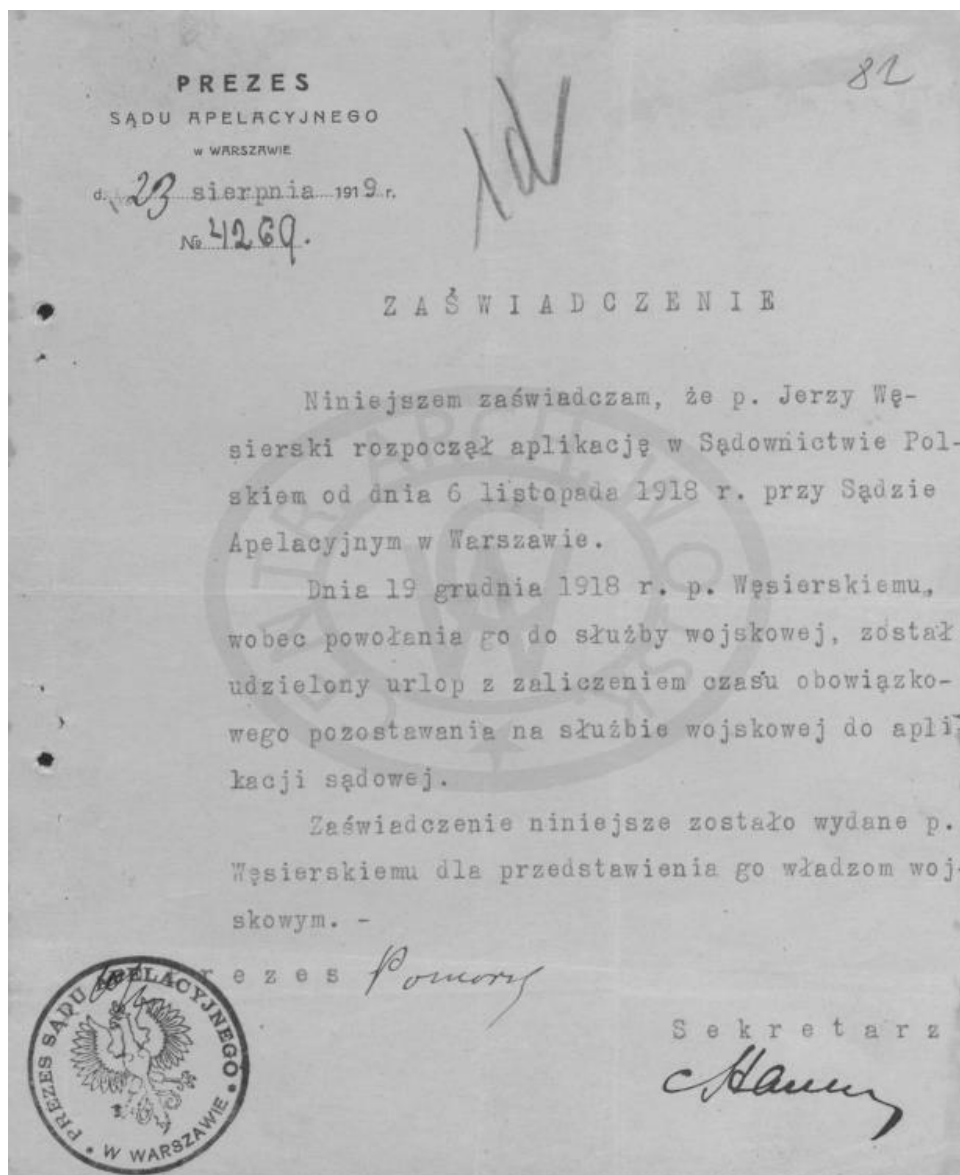 82
PREZES
SĄDU APELACYJNEGO
W WARSZAWIE
1d
d. 23 sierpnia 1919 r.
№ 4269.
ZAŚWIADCZENIE
Niniejszem zaświadczam, że p. Jerzy Wę-
sierski rozpoczął aplikację w Sądownictwie Pol-
skiem od dnia 6 listopada 1918 r. przy Sądzie
Apelacyjnym w Warszawie.
Dnia 19 grudnia 1918 r. p. Węsierskiemu,
wobec powołania go do służby wojskowej, został
udzielony urlop z zaliczeniem czasu obowiązko-
wego pozostawania na służbie wojskowej do apli-
kacji sądowej.
Zaświadczenie niniejsze zostało wydane p.
Węsierskiemu dla przedstawienia go władzom woj-
skowym. -
rezes
Sekretarz
PREZES SĄDU APELACYJNEGO
W WARSZAWIE